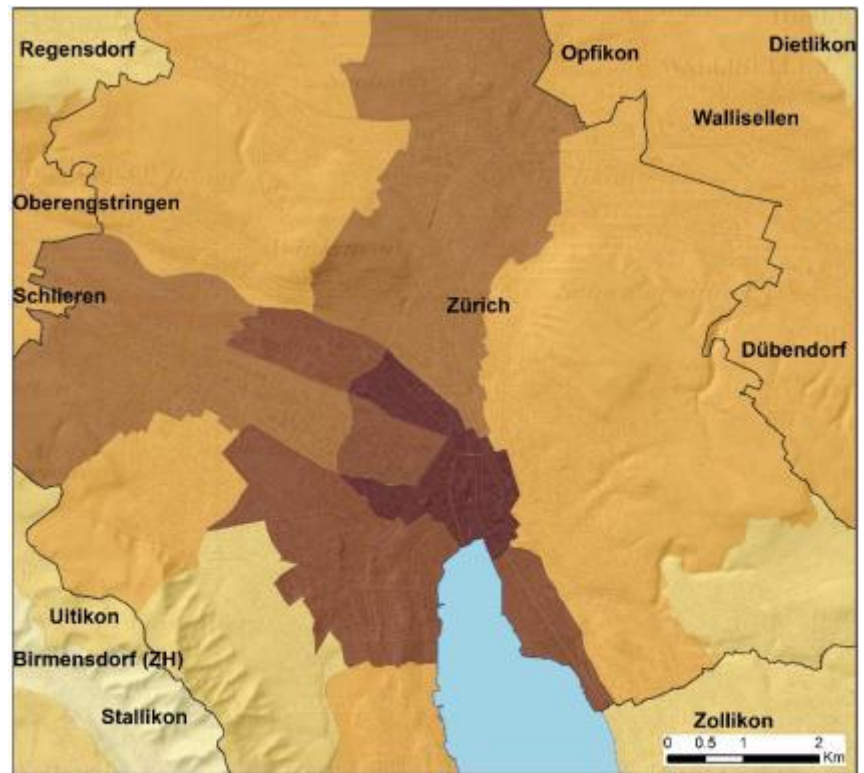 Regensdorf
Opfikon
Dietlikon
Wallisellen
Oberengstringen
Schlieren
Zürich
Dübendorf
Uitikon
Birmensdorf (ZH)
Stallikon
Zollikon
0 0.5 1 2
Km